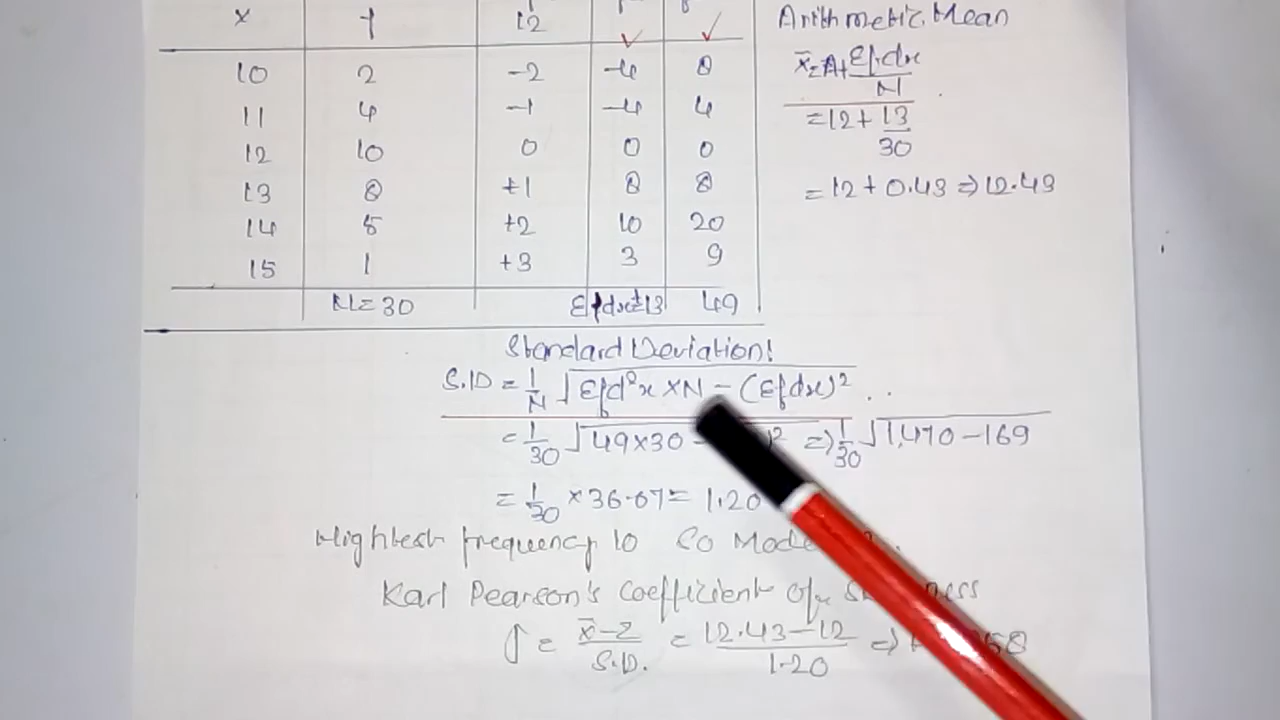 x f 12
10 2 -2 -4 8
11 4 -1 -4 4
12 10 0 0 0
13 8 +1 8 8
14 5 +2 10 20
15 1 +3 3 9
N=30 Σfdx=+13 49
Arithmetic Mean
x̄=A+Σfdx/N
=12+13/30
=12+0.43⇒12.43
Standard Deviation:
S.D = 1/N √Σfd²x×N-(Σfdx)²
=1/30 √49×30 - ² ⇒ 1/30 √1,470-169
=1/30 ×36.07=1.20
Highest frequency 10 So Mode
Karl Pearson's Coefficient of
J = x̄-Z/S.D. = 12.43-12/1.20 ⇒